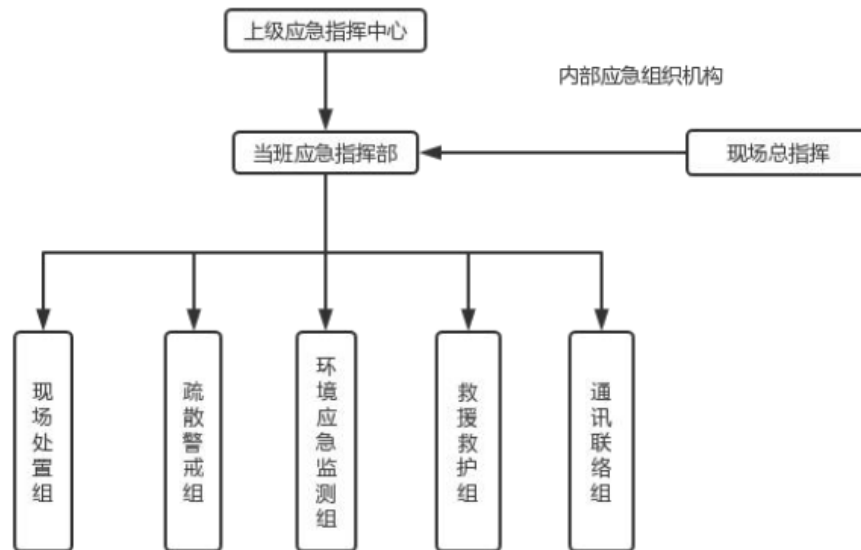 上级应急指挥中心
内部应急组织机构
当班应急指挥部
现场总指挥
现场处置组
疏散警戒组
环境应急监测组
救援救护组
通讯联络组